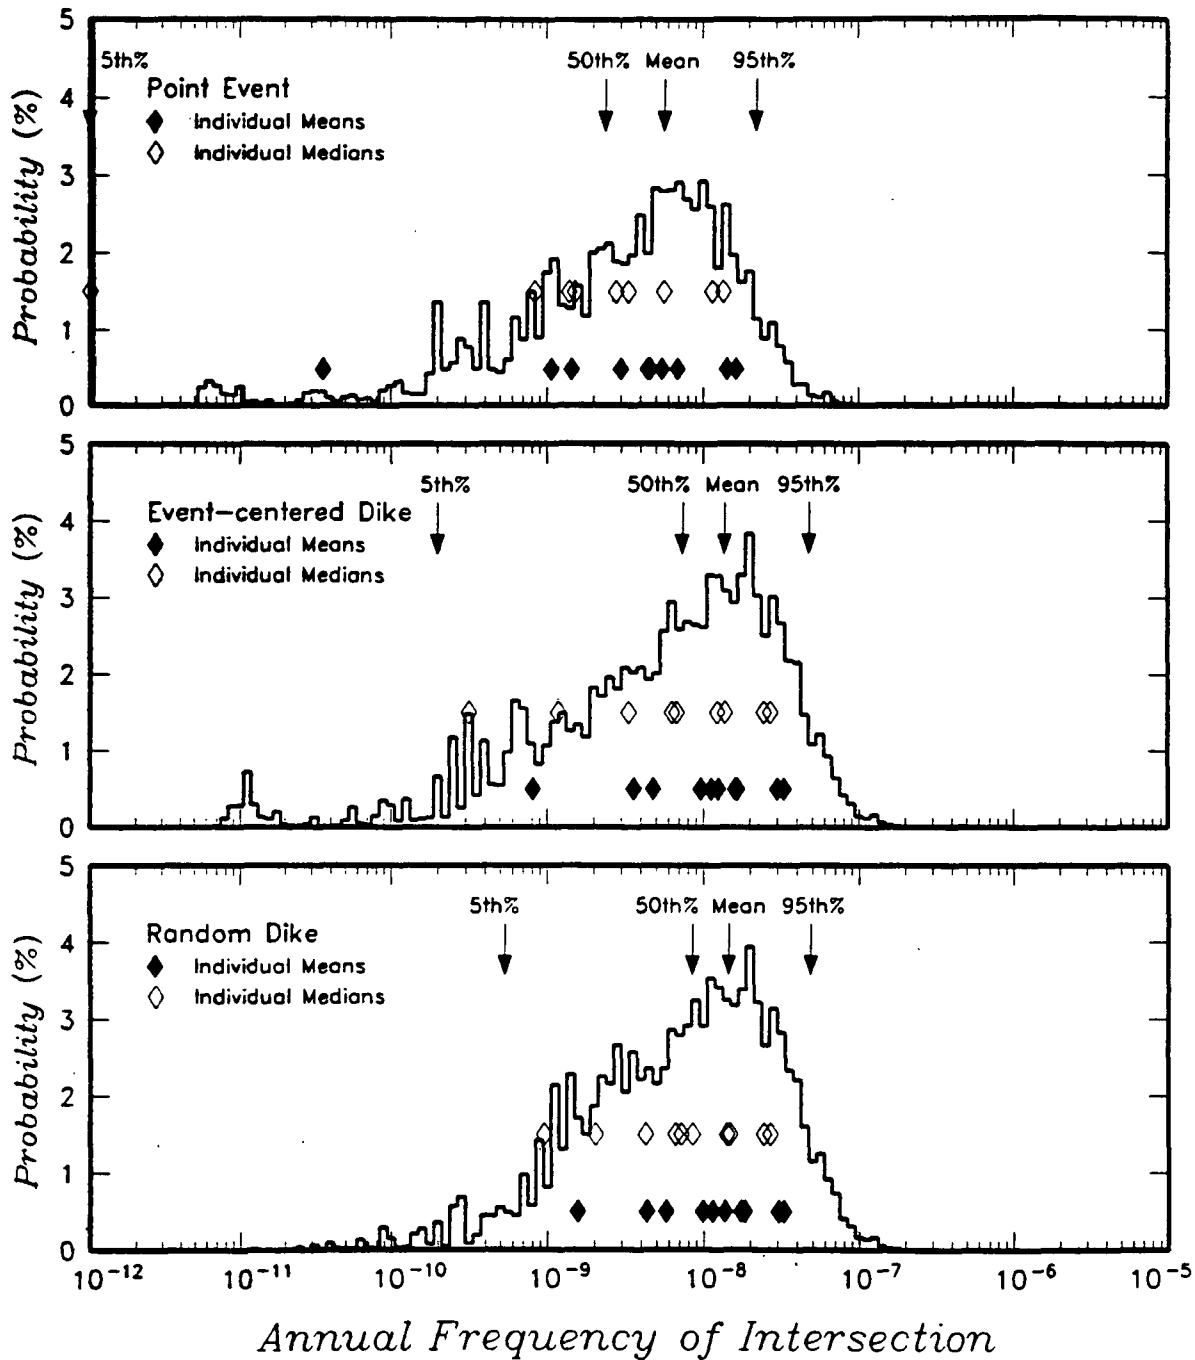 5
5th% 50th% Mean 95th%
4
Point Event
Individual Means
Individual Medians
3
2
1
0
Probability (%)
5
5th% 50th% Mean 95th%
4
Event-centered Dike
Individual Means
Individual Medians
3
2
1
0
Probability (%)
5
5th% 50th% Mean 95th%
4
Random Dike
Individual Means
Individual Medians
3
2
1
0
Probability (%)
10⁻¹² 10⁻¹¹ 10⁻¹⁰ 10⁻⁹ 10⁻⁸ 10⁻⁷ 10⁻⁶ 10⁻⁵
Annual Frequency of Intersection